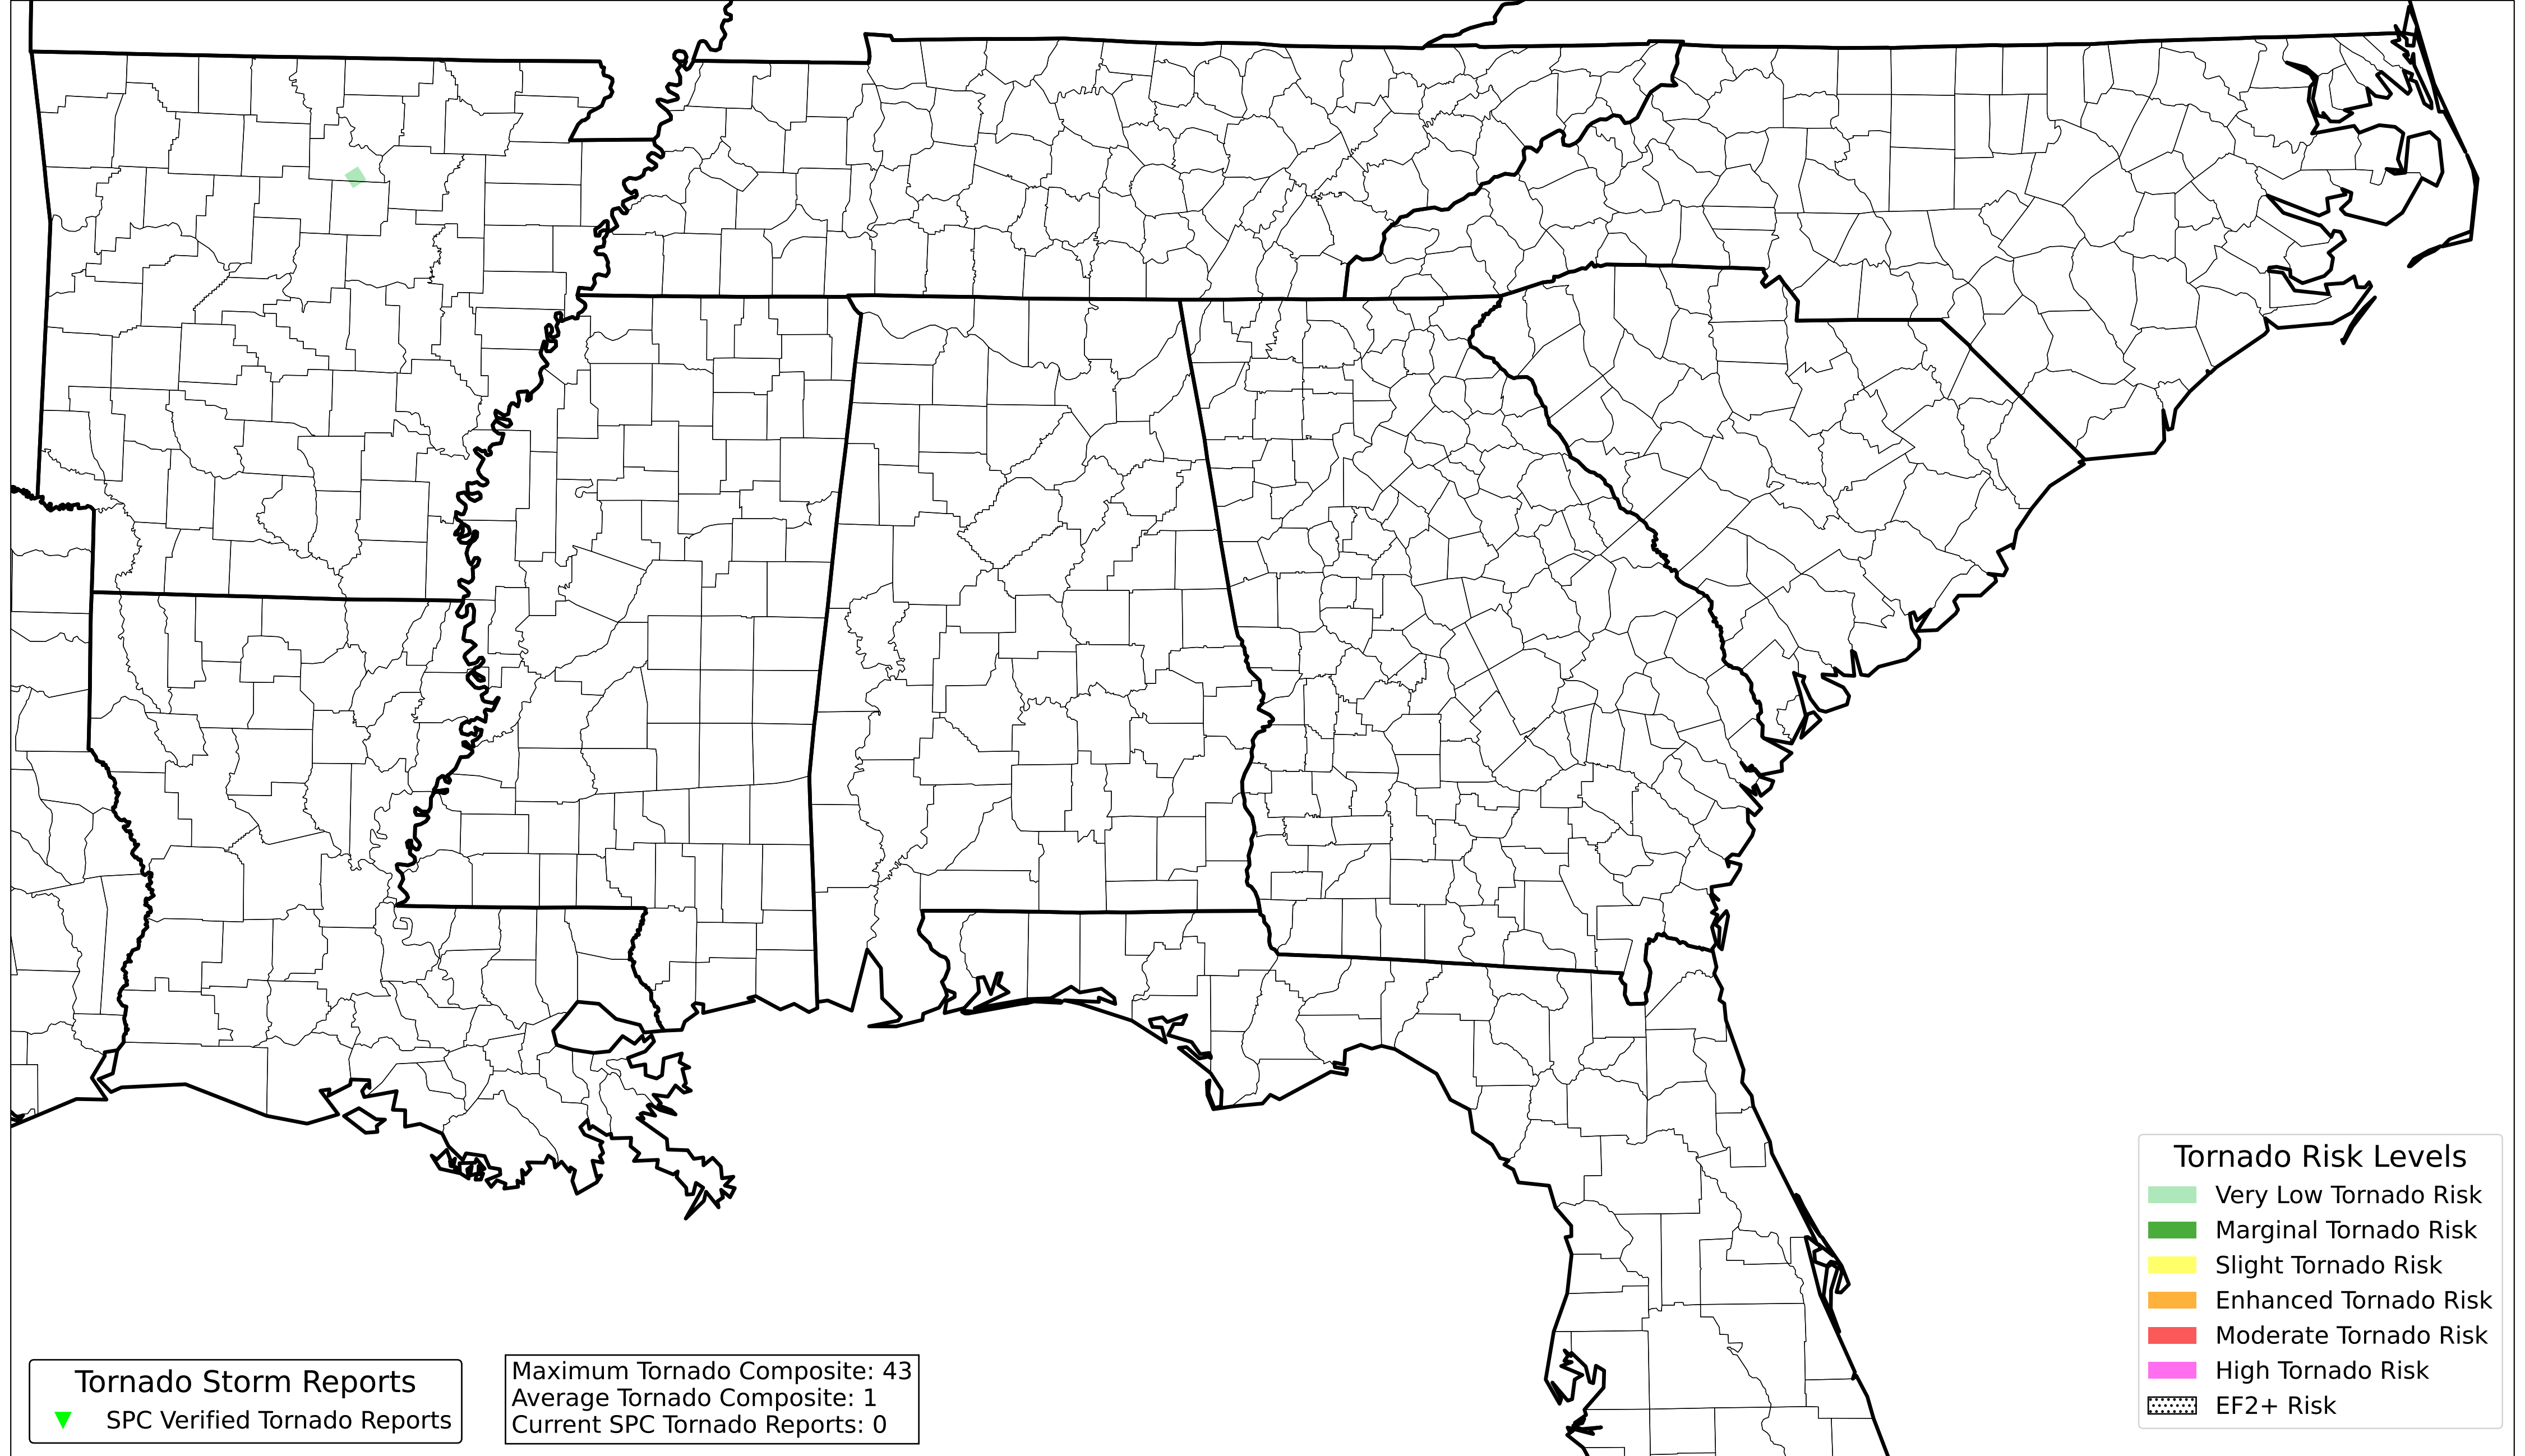 Tornado Risk Levels
Very Low Tornado Risk
Marginal Tornado Risk
Slight Tornado Risk
Enhanced Tornado Risk
Moderate Tornado Risk
High Tornado Risk
EF2+ Risk
Tornado Storm Reports
SPC Verified Tornado Reports
Maximum Tornado Composite: 43
Average Tornado Composite: 1
Current SPC Tornado Reports: 0